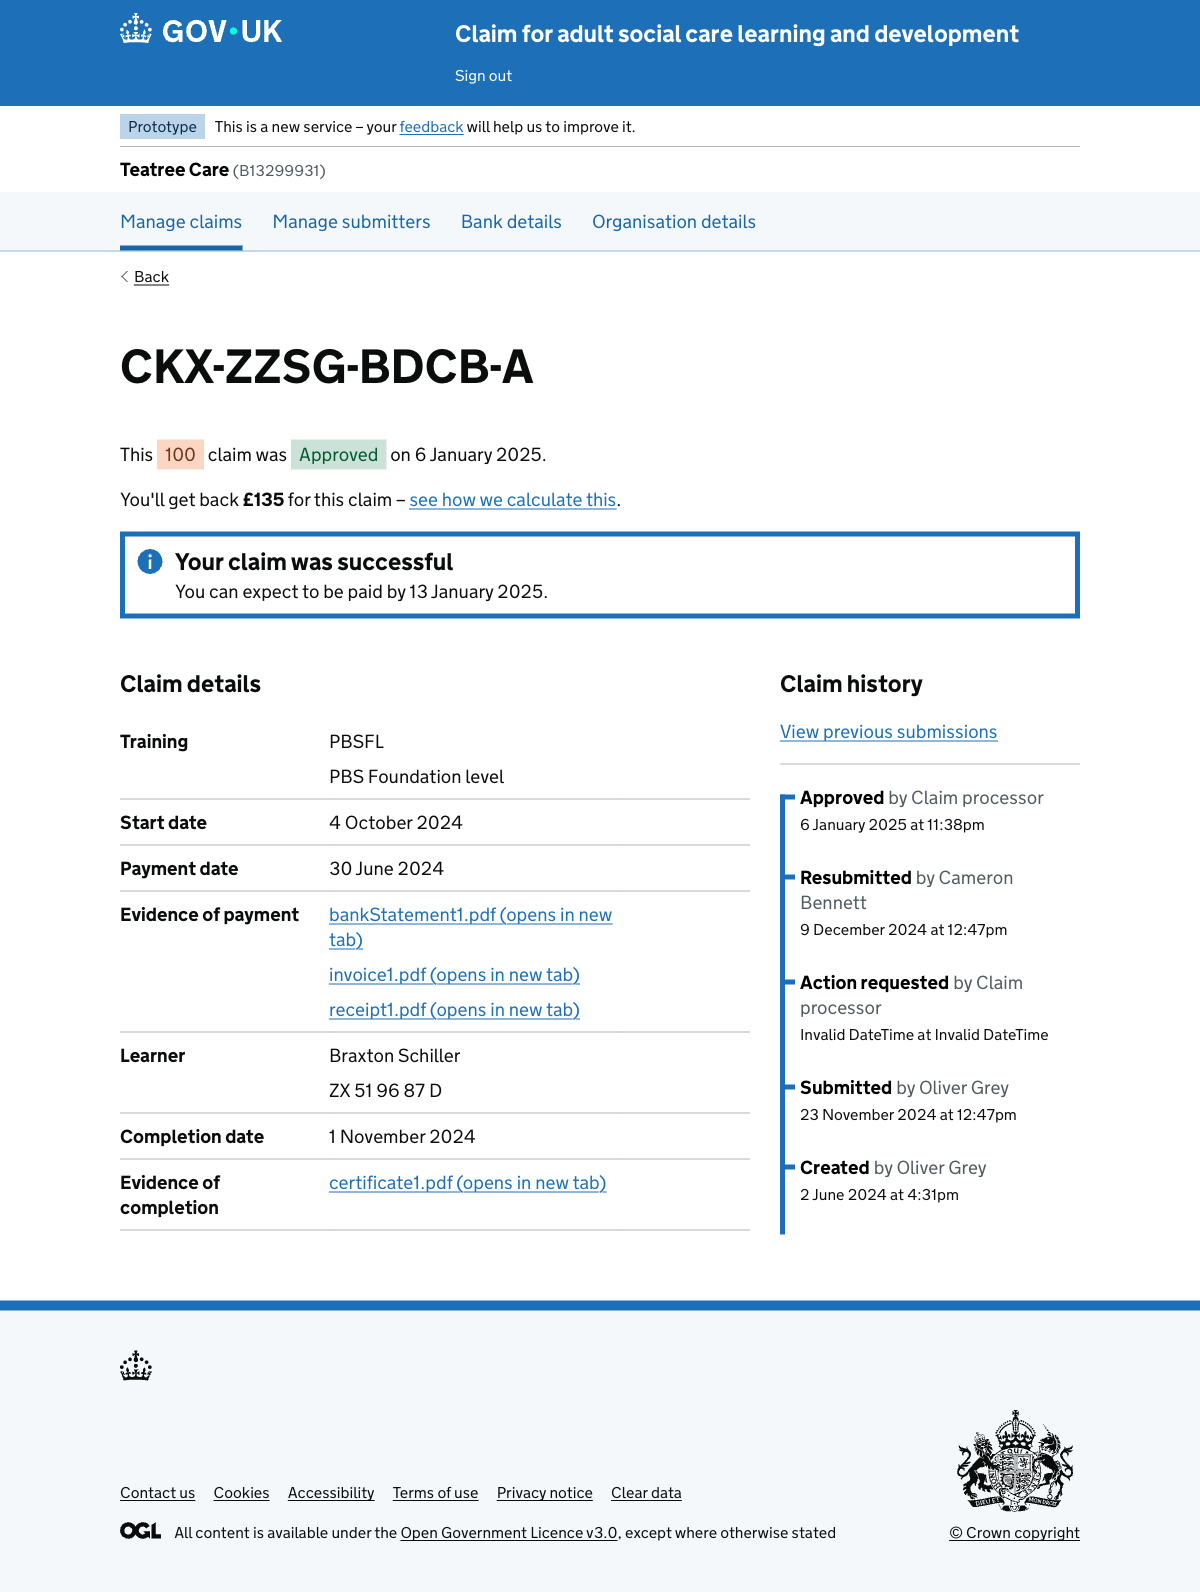 GOV·UK
Claim for adult social care learning and development
Sign out
Prototype This is a new service – your feedback will help us to improve it.
Teatree Care (B13299931)
Manage claims Manage submitters Bank details Organisation details
Back
CKX-ZZSG-BDCB-A
This 100 claim was Approved on 6 January 2025.
You'll get back £135 for this claim – see how we calculate this.
Your claim was successful
You can expect to be paid by 13 January 2025.
Claim details
Training PBSFL
PBS Foundation level
Start date 4 October 2024
Payment date 30 June 2024
Evidence of payment bankStatement1.pdf (opens in new
tab)
invoice1.pdf (opens in new tab)
receipt1.pdf (opens in new tab)
Learner Braxton Schiller
ZX 51 96 87 D
Completion date 1 November 2024
Evidence of certificate1.pdf (opens in new tab)
completion
Claim history
View previous submissions
Approved by Claim processor
6 January 2025 at 11:38pm
Resubmitted by Cameron
Bennett
9 December 2024 at 12:47pm
Action requested by Claim
processor
Invalid DateTime at Invalid DateTime
Submitted by Oliver Grey
23 November 2024 at 12:47pm
Created by Oliver Grey
2 June 2024 at 4:31pm
Contact us Cookies Accessibility Terms of use Privacy notice Clear data
OGL All content is available under the Open Government Licence v3.0, except where otherwise stated
© Crown copyright